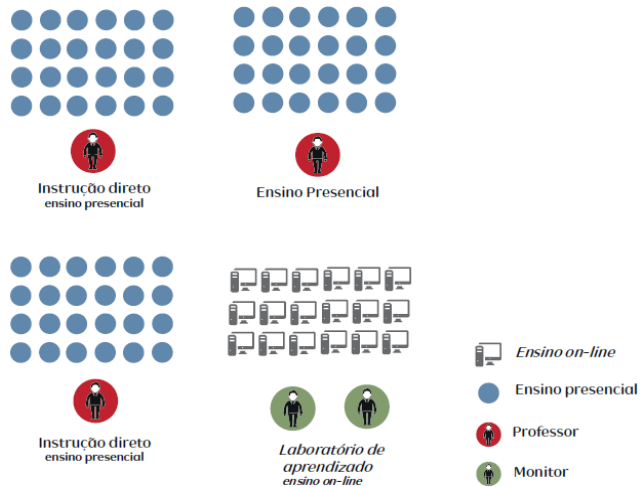 Instrução direto
ensino presencial
Ensino Presencial
Instrução direto
ensino presencial
Laboratório de
aprendizado
ensino on-line
Ensino on-line
Ensino presencial
Professor
Monitor